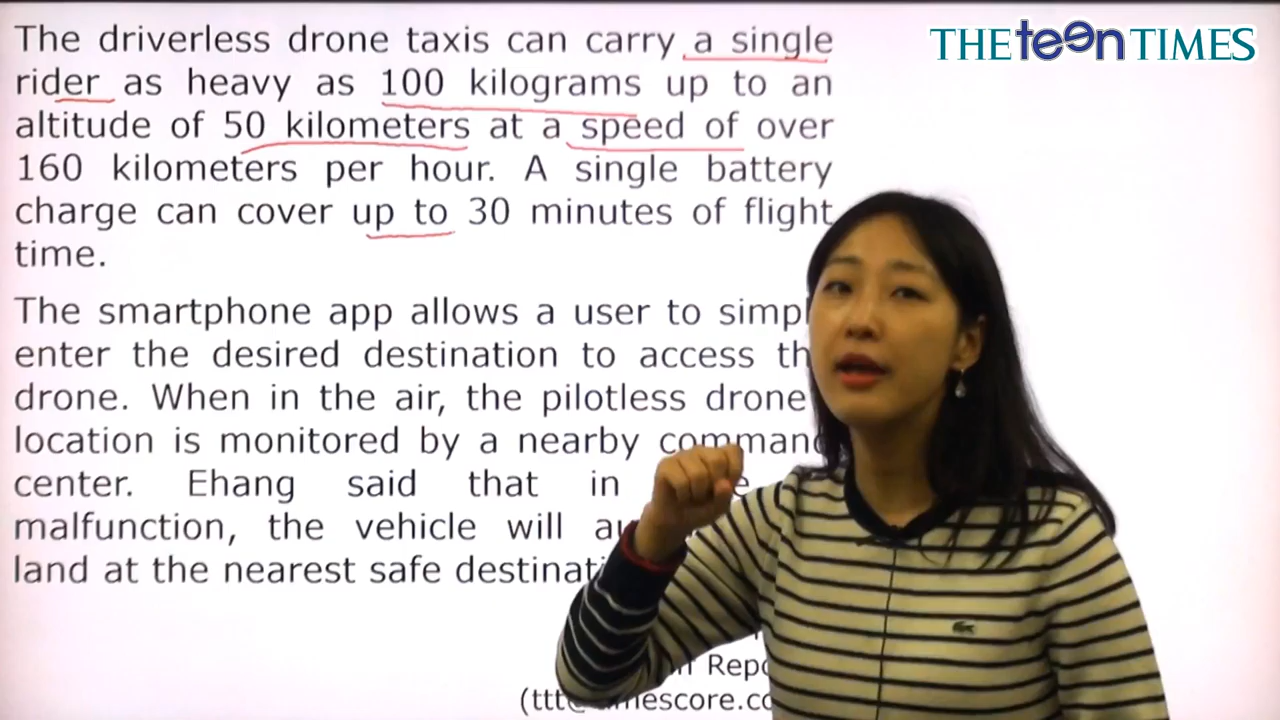 THE teen TIMES
The driverless drone taxis can carry a single
rider as heavy as 100 kilograms up to an
altitude of 50 kilometers at a speed of over
160 kilometers per hour. A single battery
charge can cover up to 30 minutes of flight
time.
The smartphone app allows a user to simpl
enter the desired destination to access th
drone. When in the air, the pilotless drone
location is monitored by a nearby command
center. Ehang said that in
malfunction, the vehicle will au
land at the nearest safe destinati
Repo